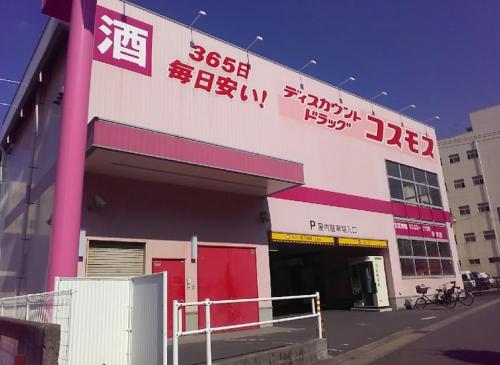 酒
365日
毎日安い!
ディスカウント
ドラッグ
コスモス
P 屋内駐車場入口